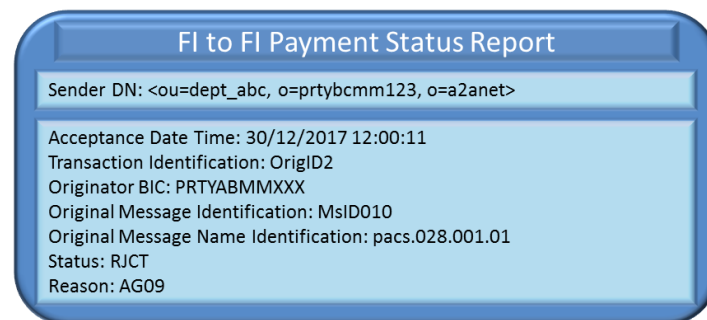 FI to FI Payment Status Report
Sender DN: <ou=dept_abc, o=prtybcmm123, o=a2anet>
Acceptance Date Time: 30/12/2017 12:00:11
Transaction Identification: OrigID2
Originator BIC: PRTYABMMXXX
Original Message Identification: MsID010
Original Message Name Identification: pacs.028.001.01
Status: RJCT
Reason: AG09